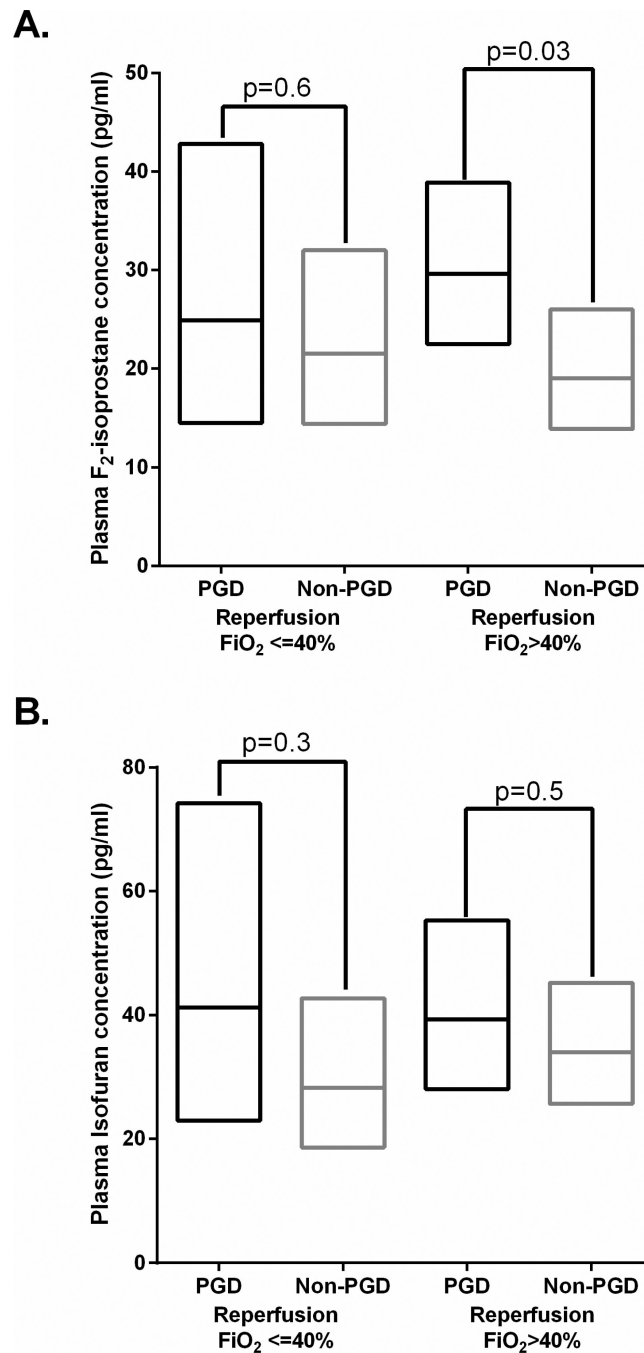 A.
Plasma F₂-isoprostane concentration (pg/ml)
50
40
30
20
10
0
p=0.6
p=0.03
PGD
Non-PGD
PGD
Non-PGD
Reperfusion
FiO₂ <=40%
Reperfusion
FiO₂>40%
B.
Plasma Isofuran concentration (pg/ml)
80
60
40
20
0
p=0.3
p=0.5
PGD
Non-PGD
PGD
Non-PGD
Reperfusion
FiO₂ <=40%
Reperfusion
FiO₂>40%